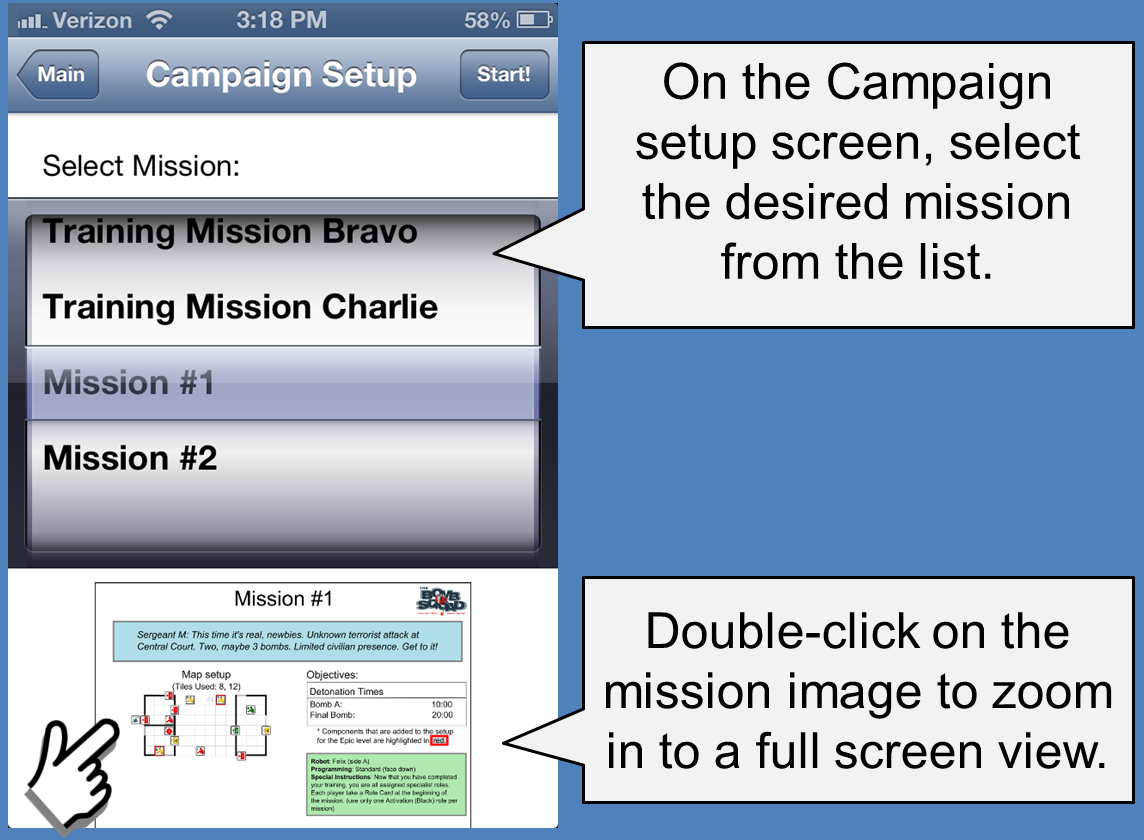 Verizon 3:18 PM 58%
Main Campaign Setup Start!
Select Mission:
Training Mission Bravo
Training Mission Charlie
Mission #1
Mission #2
On the Campaign
setup screen, select
the desired mission
from the list.
Mission #1
THE
BOMB
SQUAD
Sergeant M: This time it's real, newbies. Unknown terrorist attack at
Central Court. Two, maybe 3 bombs. Limited civilian presence. Get to it!
Map setup
(Tiles Used: 8, 12)
Objectives:
Detonation Times
Bomb A: 10:00
Final Bomb: 20:00
* Components that are added to the setup
for the Epic level are highlighted in red.
Robot: Felix (side A)
Programming: Standard (face down)
Special Instructions: Now that you have completed
your training, you are all assigned specialist roles.
Each player take a Role Card at the beginning of
the mission. (use only one Activation (Black) role per
mission)
Double-click on the
mission image to zoom
in to a full screen view.